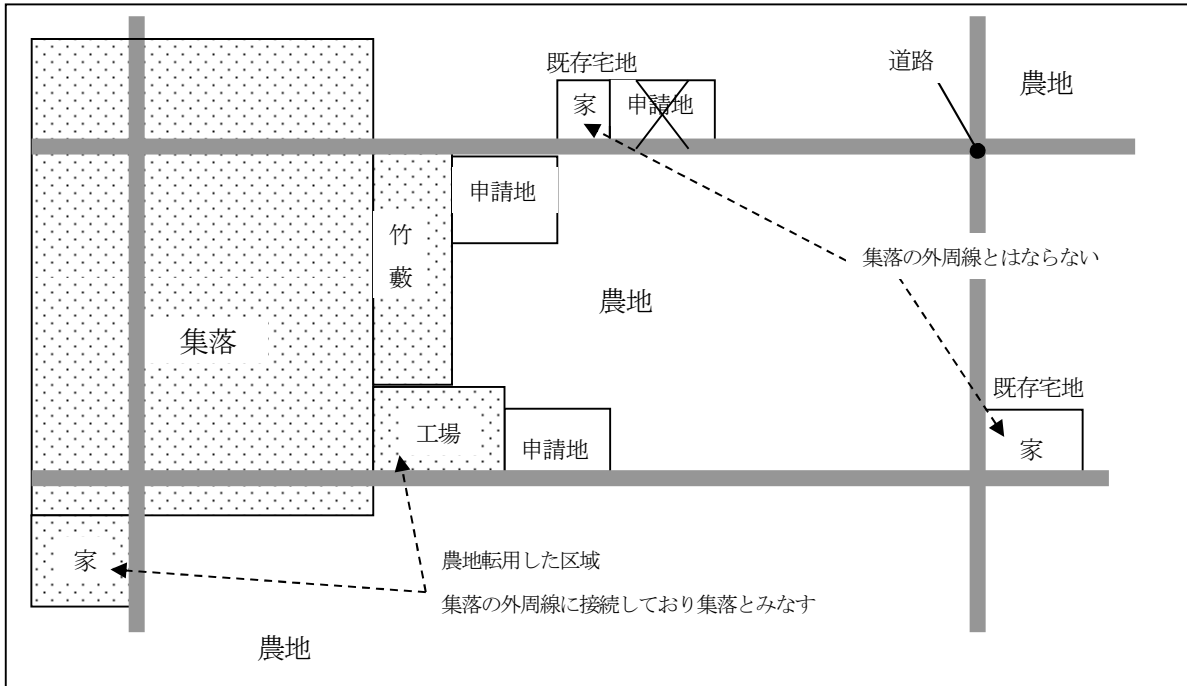 既存宅地
道路
農地
家
申請地
申請地
竹
藪
集落の外周線とはならない
農地
集落
既存宅地
工場
申請地
家
家
農地転用した区域
集落の外周線に接続しており集落とみなす
農地